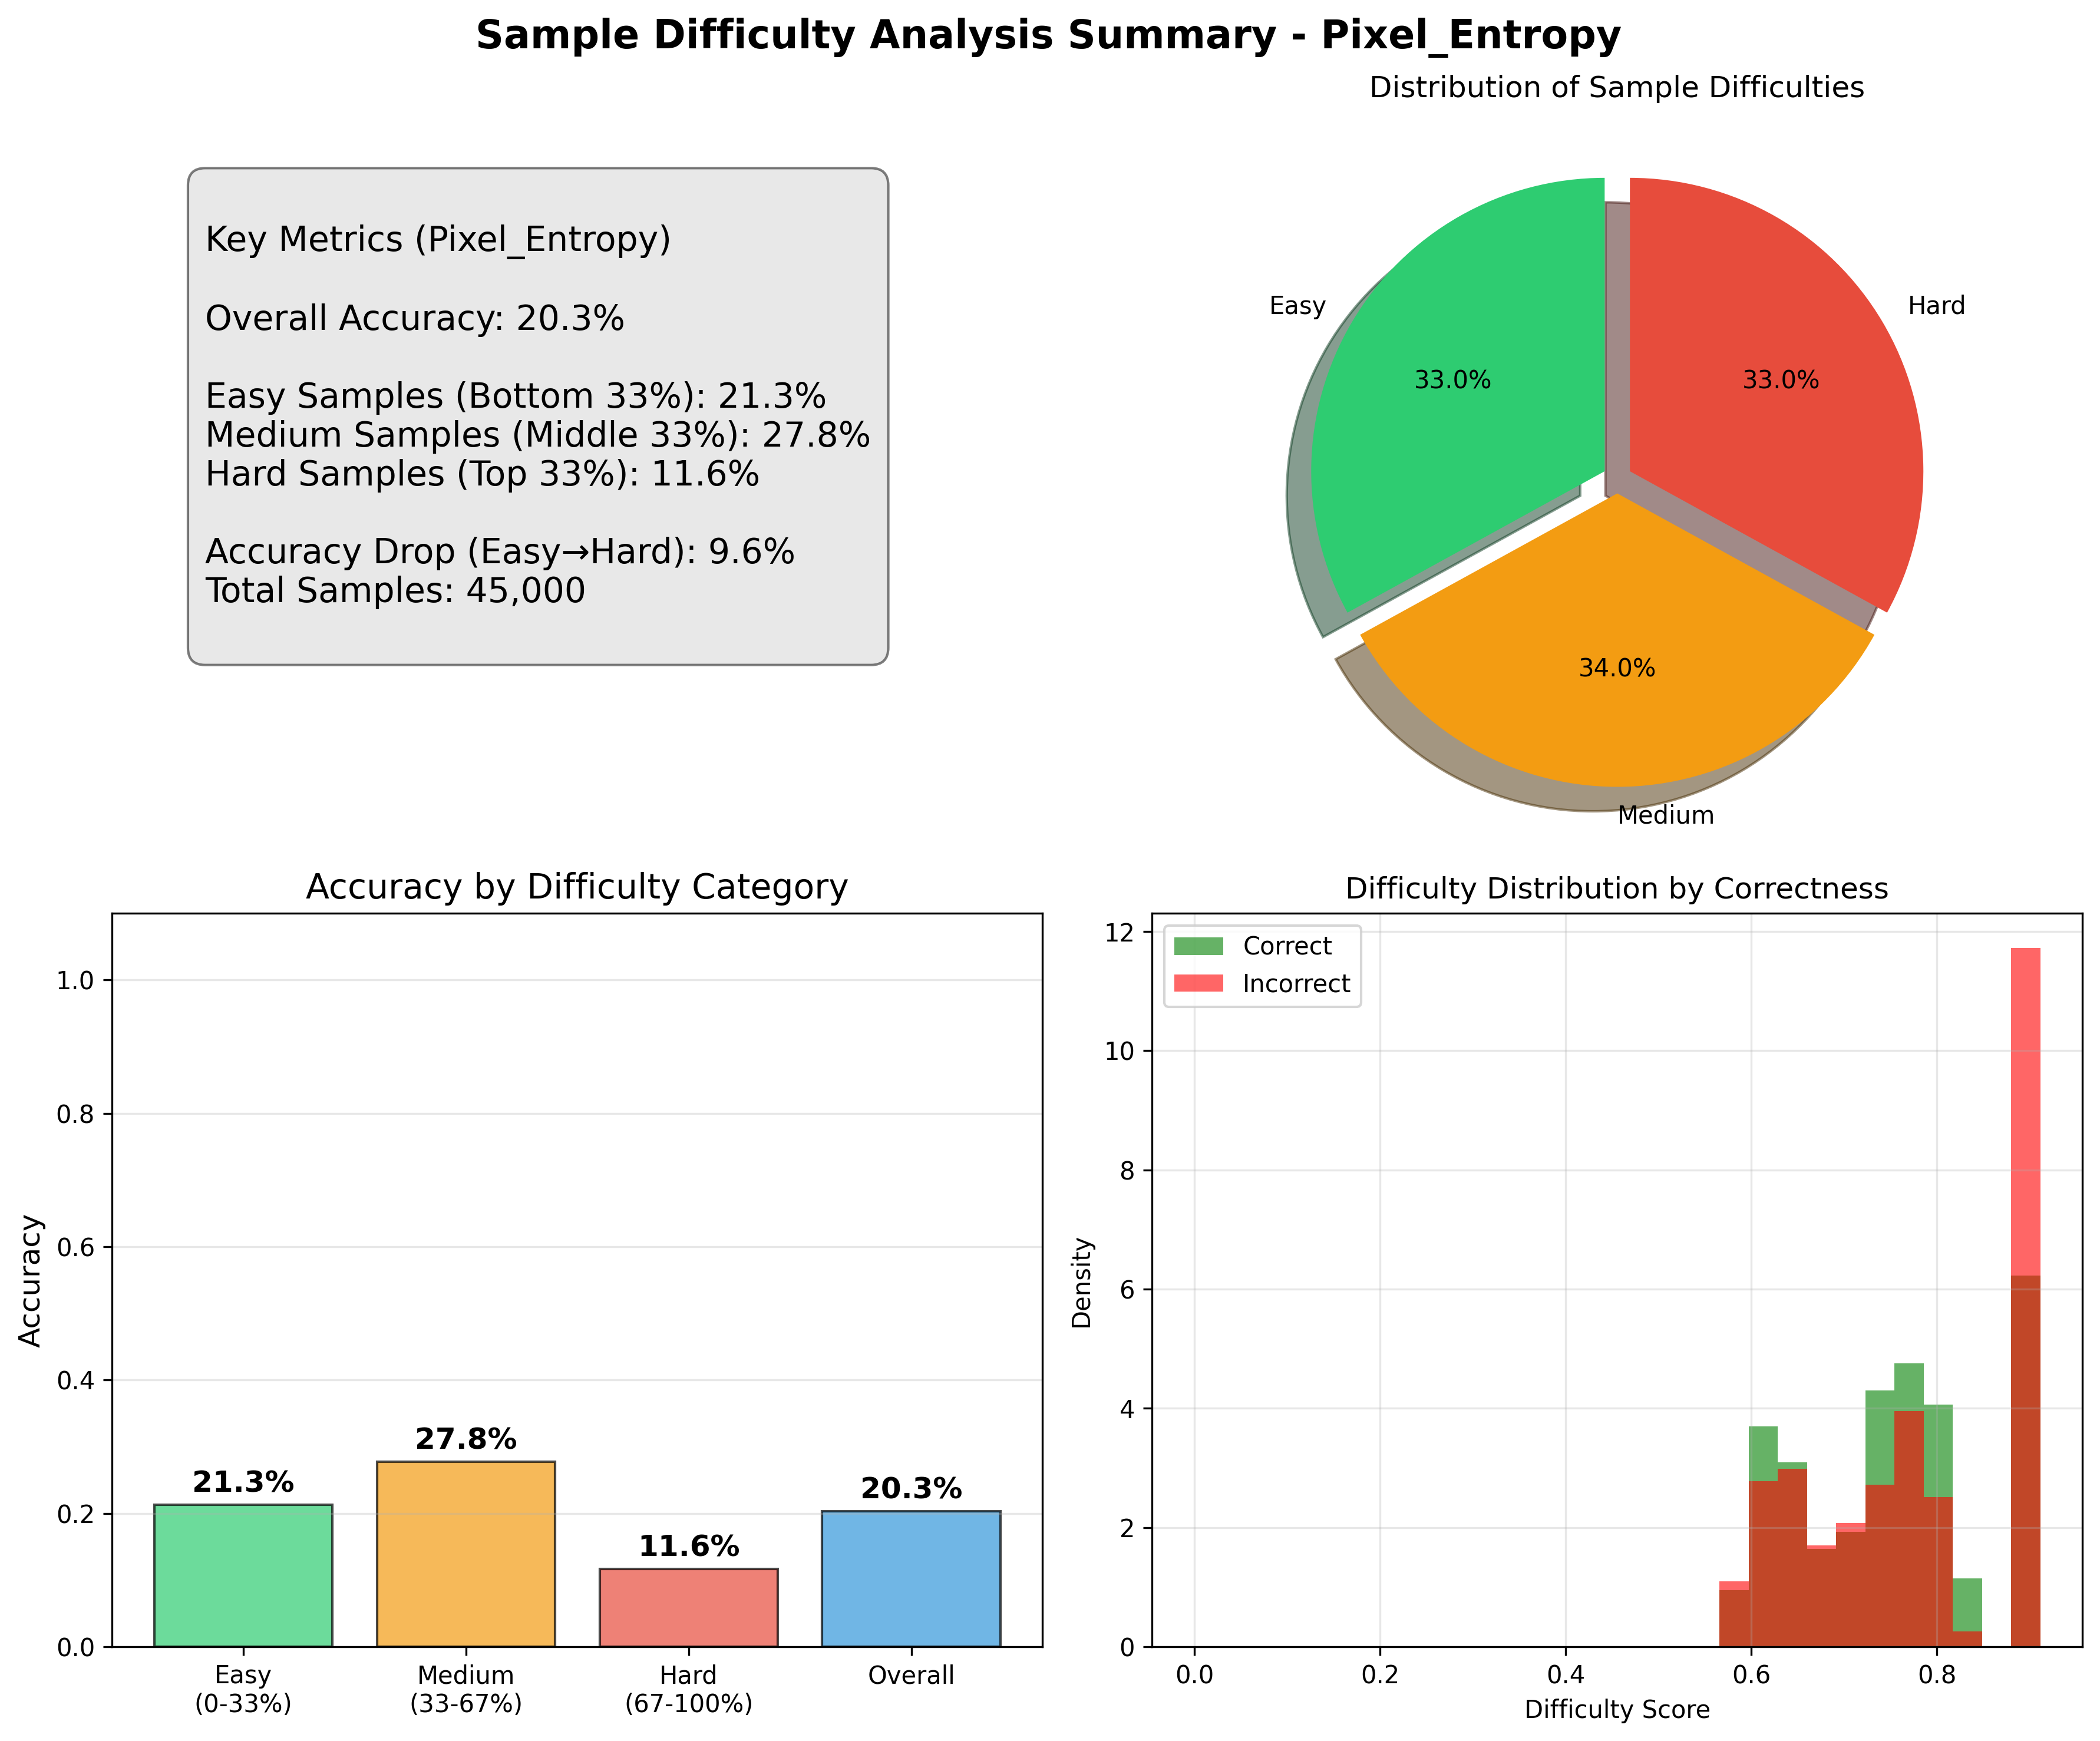 Sample Difficulty Analysis Summary - Pixel_Entropy
Key Metrics (Pixel_Entropy)
Overall Accuracy: 20.3%
Easy Samples (Bottom 33%): 21.3%
Medium Samples (Middle 33%): 27.8%
Hard Samples (Top 33%): 11.6%
Accuracy Drop (Easy→Hard): 9.6%
Total Samples: 45,000
Distribution of Sample Difficulties
Easy
Hard
33.0%
33.0%
34.0%
Medium
Accuracy by Difficulty Category
Accuracy
1.0
0.8
0.6
0.4
0.2
0.0
21.3%
27.8%
11.6%
20.3%
Easy
(0-33%)
Medium
(33-67%)
Hard
(67-100%)
Overall
Difficulty Distribution by Correctness
Correct
Incorrect
Density
12
10
8
6
4
2
0
0.0
0.2
0.4
0.6
0.8
Difficulty Score